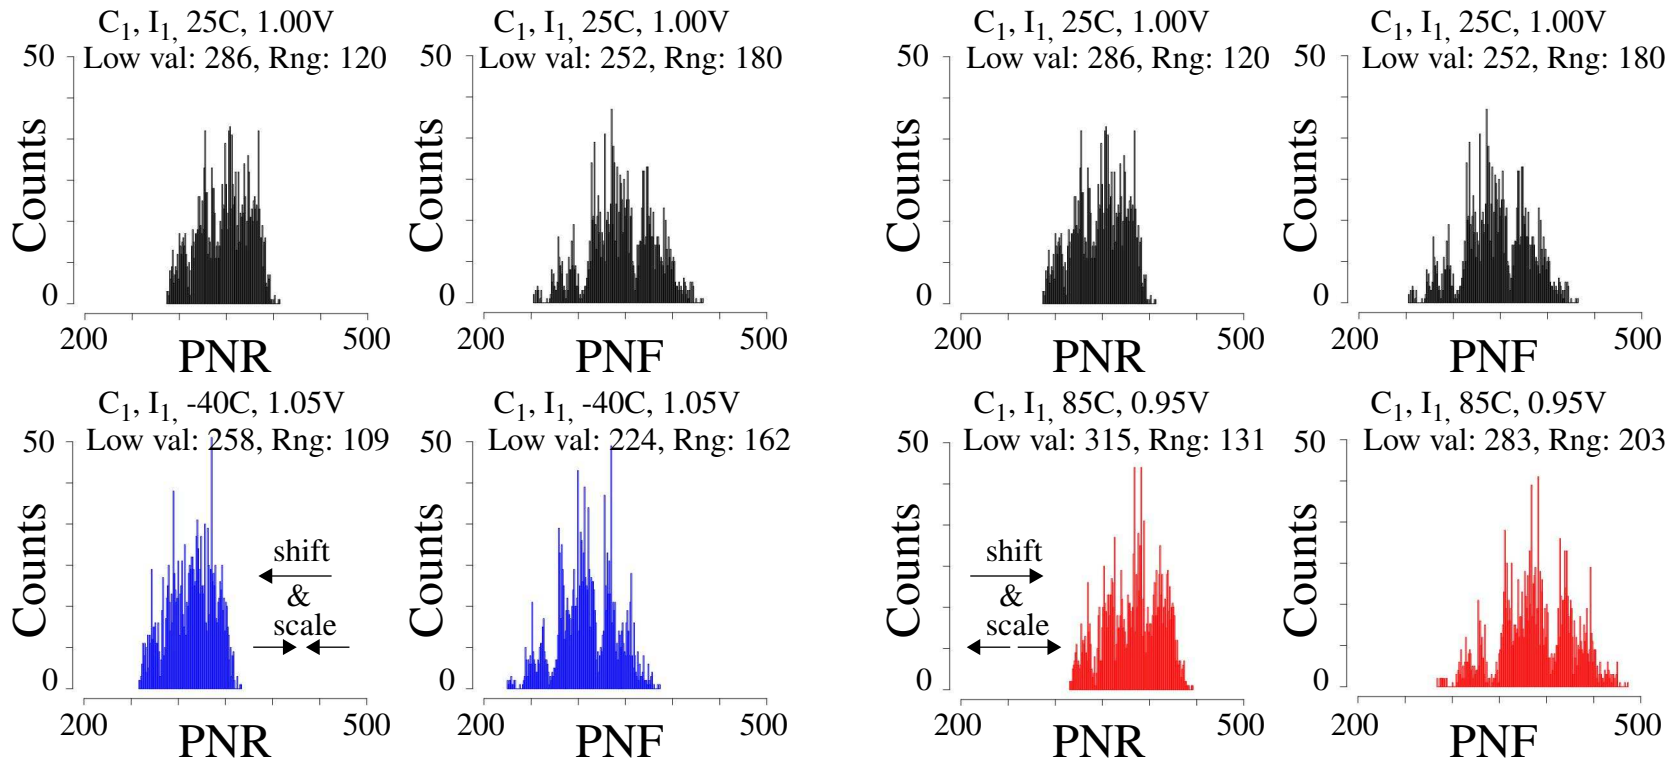 C1, I1, 25C, 1.00V
Low val: 286, Rng: 120
50
Counts
0
200
PNR
500
C1, I1, 25C, 1.00V
Low val: 252, Rng: 180
50
Counts
0
200
PNF
500
C1, I1, 25C, 1.00V
Low val: 286, Rng: 120
50
Counts
0
200
PNR
500
C1, I1, 25C, 1.00V
Low val: 252, Rng: 180
50
Counts
0
200
PNF
500
C1, I1, -40C, 1.05V
Low val: 258, Rng: 109
50
Counts
shift
&
scale
0
200
PNR
500
C1, I1, -40C, 1.05V
Low val: 224, Rng: 162
50
Counts
0
200
PNF
500
C1, I1, 85C, 0.95V
Low val: 315, Rng: 131
50
Counts
shift
&
scale
0
200
PNR
500
C1, I1, 85C, 0.95V
Low val: 283, Rng: 203
50
Counts
0
200
PNF
500